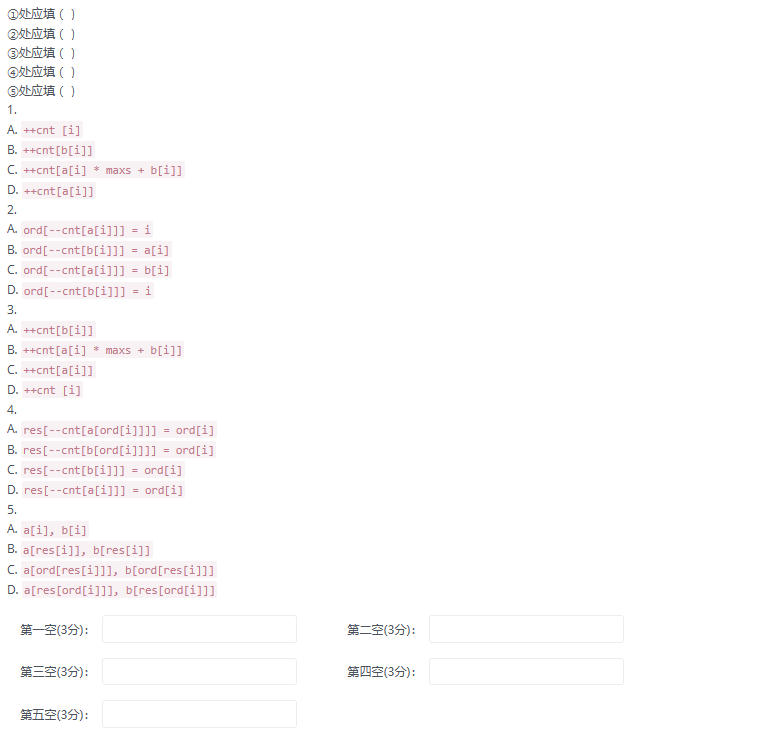 ①处应填（ ）
②处应填（ ）
③处应填（ ）
④处应填（ ）
⑤处应填（ ）
1.
A. ++cnt [i]
B. ++cnt[b[i]]
C. ++cnt[a[i] * maxs + b[i]]
D. ++cnt[a[i]]
2.
A. ord[--cnt[a[i]]] = i
B. ord[--cnt[b[i]]] = a[i]
C. ord[--cnt[a[i]]] = b[i]
D. ord[--cnt[b[i]]] = i
3.
A. ++cnt[b[i]]
B. ++cnt[a[i] * maxs + b[i]]
C. ++cnt[a[i]]
D. ++cnt [i]
4.
A. res[--cnt[a[ord[i]]]] = ord[i]
B. res[--cnt[b[ord[i]]]] = ord[i]
C. res[--cnt[b[i]]] = ord[i]
D. res[--cnt[a[i]]] = ord[i]
5.
A. a[i], b[i]
B. a[res[i]], b[res[i]]
C. a[ord[res[i]]], b[ord[res[i]]]
D. a[res[ord[i]]], b[res[ord[i]]]
第一空(3分)： 第二空(3分)：
第三空(3分)： 第四空(3分)：
第五空(3分)：